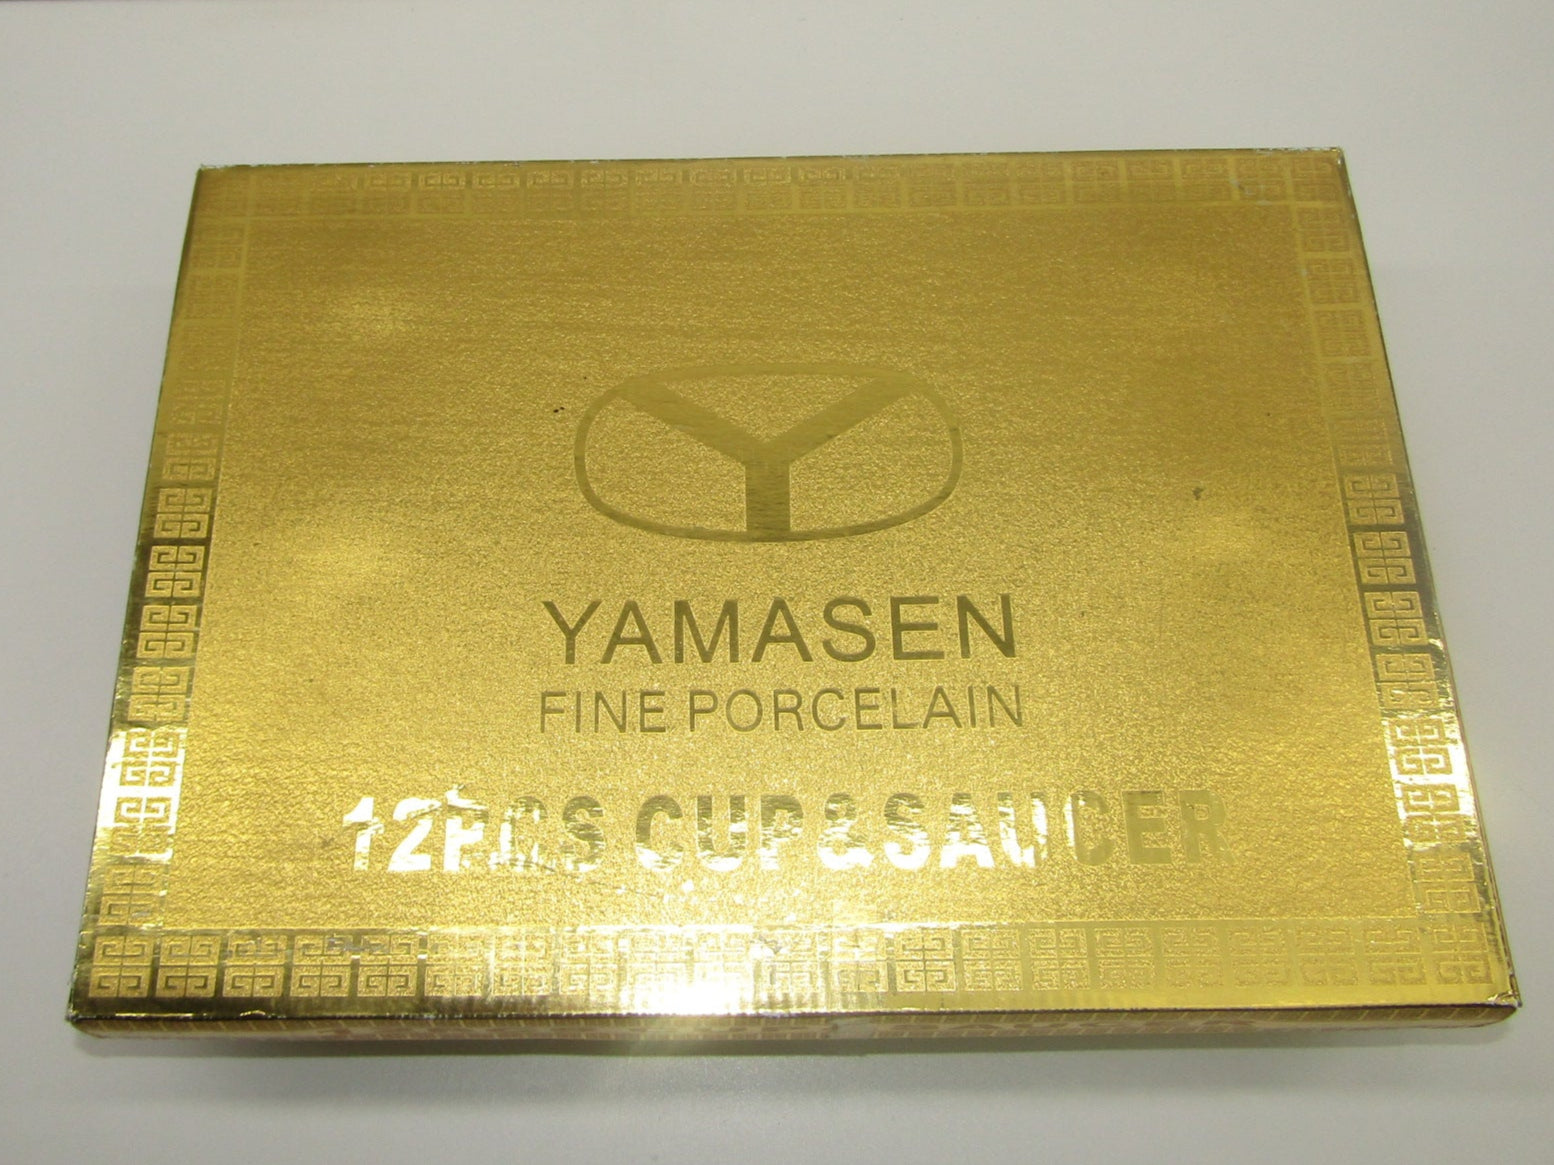 Y
YAMASEN
FINE PORCELAIN
12PCS CUP&SAUCER